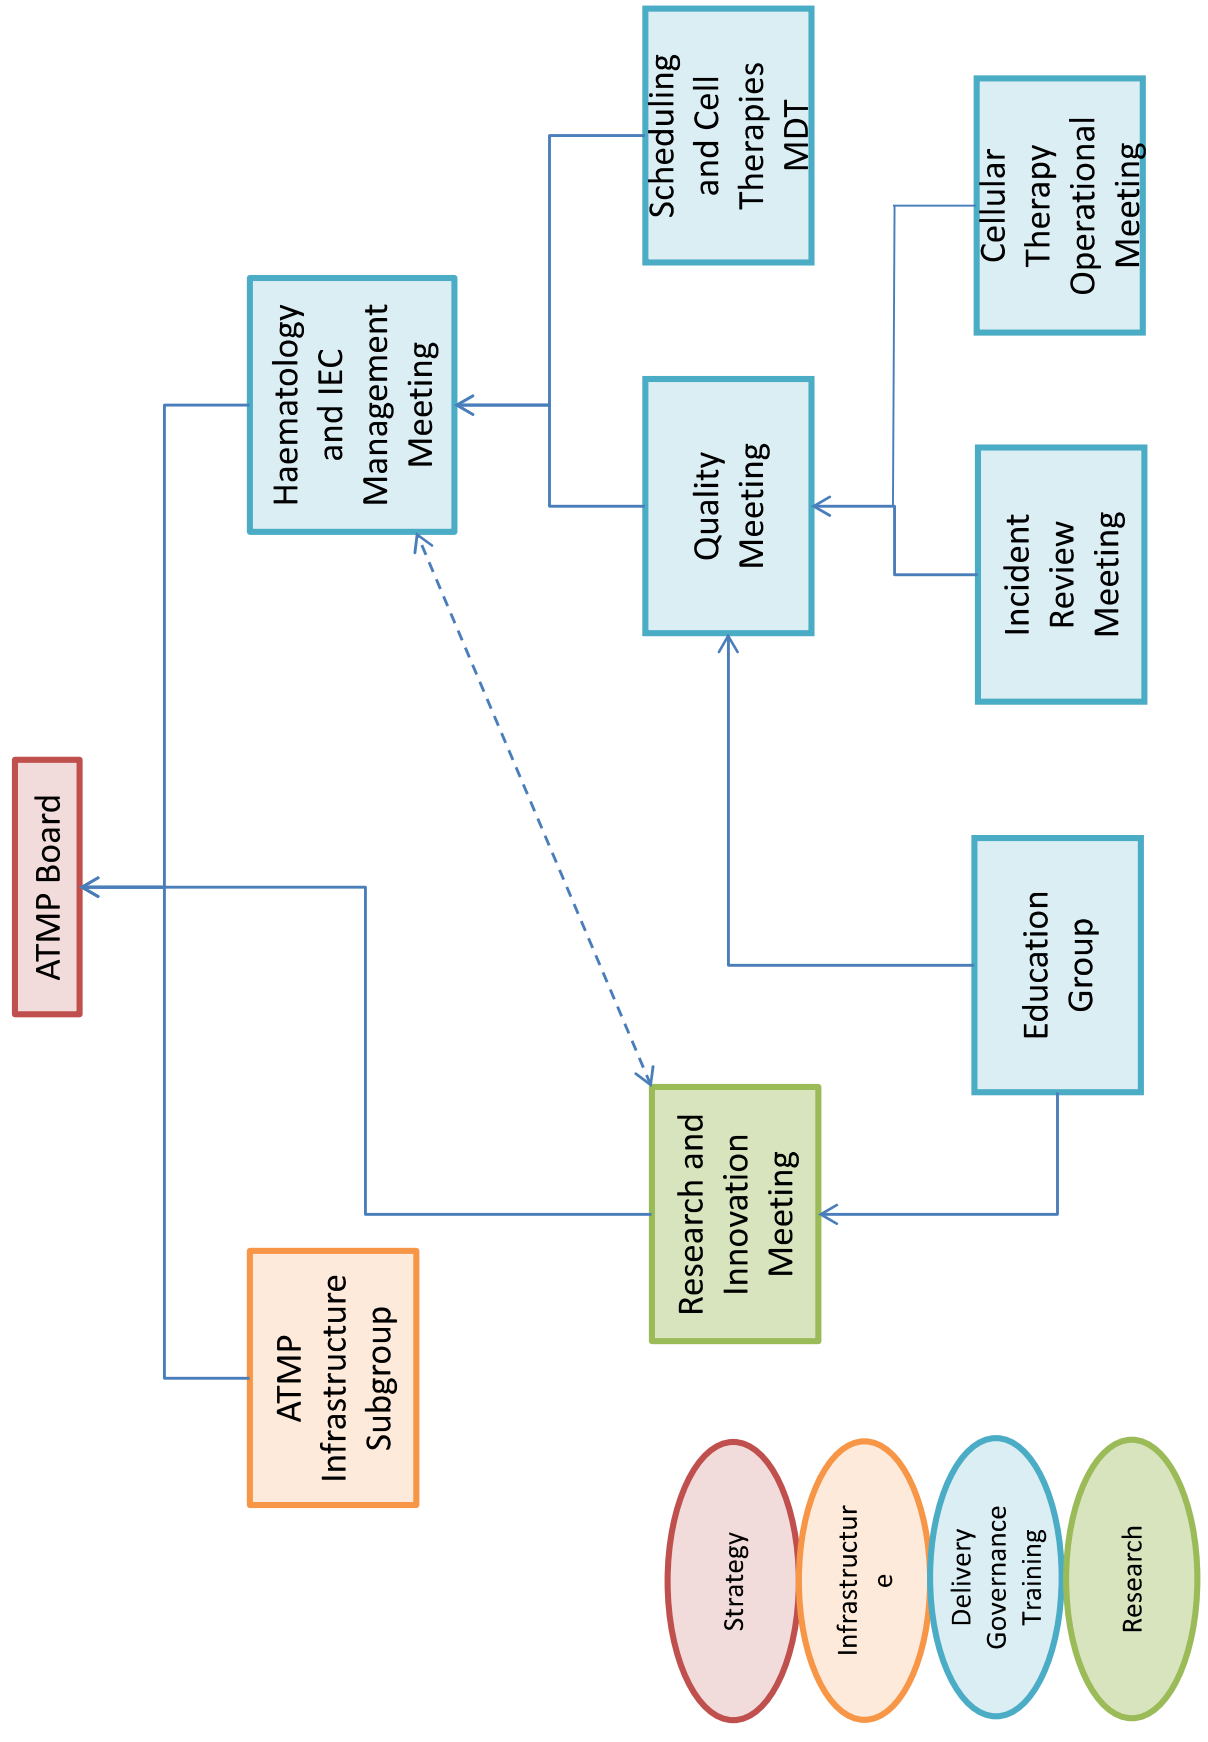 ATMP Board
ATMP
Infrastructure
Subgroup
Haematology
and IEC
Management
Meeting
Research and
Innovation
Meeting
Quality
Meeting
Scheduling
and Cell
Therapies
MDT
Education
Group
Incident
Review
Meeting
Cellular
Therapy
Operational
Meeting
Strategy
Infrastructur
e
Delivery
Governance
Training
Research